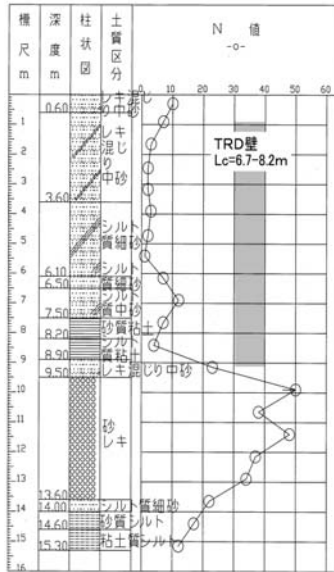 標尺 m
深度 m
柱状図
土質区分
N 値
-o-
0 10 20 30 40 50 60
0.60
レキ混じり中砂
1
TRD壁
Lc=6.7-8.2m
2
レキ混じり中砂
3
3.60
4
シルト質細砂
5
6
6.10
シルト質細砂
6.50
7
シルト質中砂
7.50
砂質粘土
8
8.20
シルト質粘土
8.90
9
レキ混じり中砂
9.50
10
11
砂レキ
12
13
13.60
シルト質細砂
14
14.00
砂質シルト
14.60
15
粘土質シルト
15.30
16